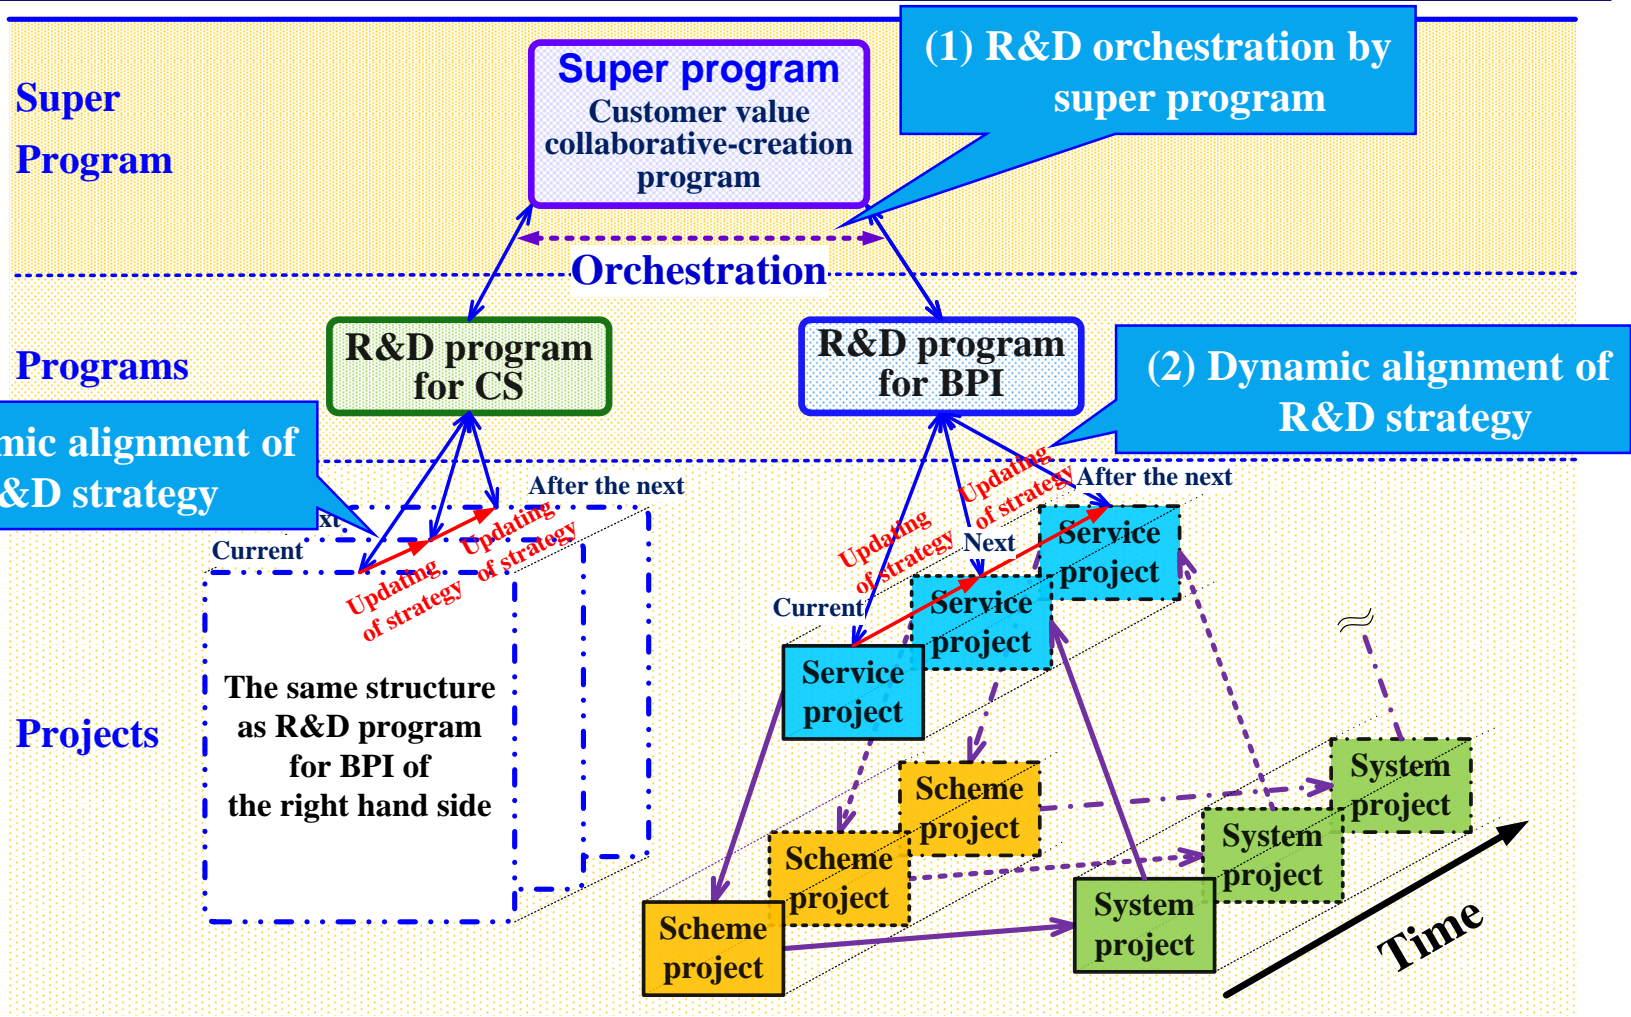 Super
Program
Super program
Customer value
collaborative-creation
program
(1) R&D orchestration by
super program
Orchestration
Programs
R&D program
for CS
R&D program
for BPI
(2) Dynamic alignment of
R&D strategy
mic alignment of
&D strategy
Projects
Current
xt
After the next
Updating
of strategy
Updating
of strategy
The same structure
as R&D program
for BPI of
the right hand side
Current
Next
After the next
Updating
of strategy
Updating
of strategy
Service
project
Service
project
Service
project
Scheme
project
Scheme
project
Scheme
project
System
project
System
project
System
project
Time